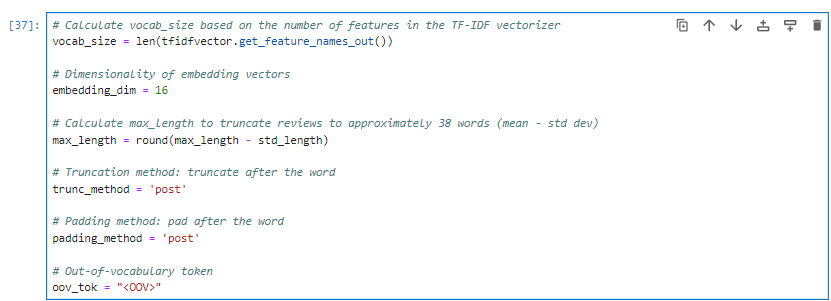 [37]: # Calculate vocab_size based on the number of features in the TF-IDF vectorizer
vocab_size = len(tfidfvector.get_feature_names_out())
# Dimensionality of embedding vectors
embedding_dim = 16
# Calculate max_length to truncate reviews to approximately 38 words (mean - std dev)
max_length = round(max_length - std_length)
# Truncation method: truncate after the word
trunc_method = 'post'
# Padding method: pad after the word
padding_method = 'post'
# Out-of-vocabulary token
oov_tok = "<OOV>"